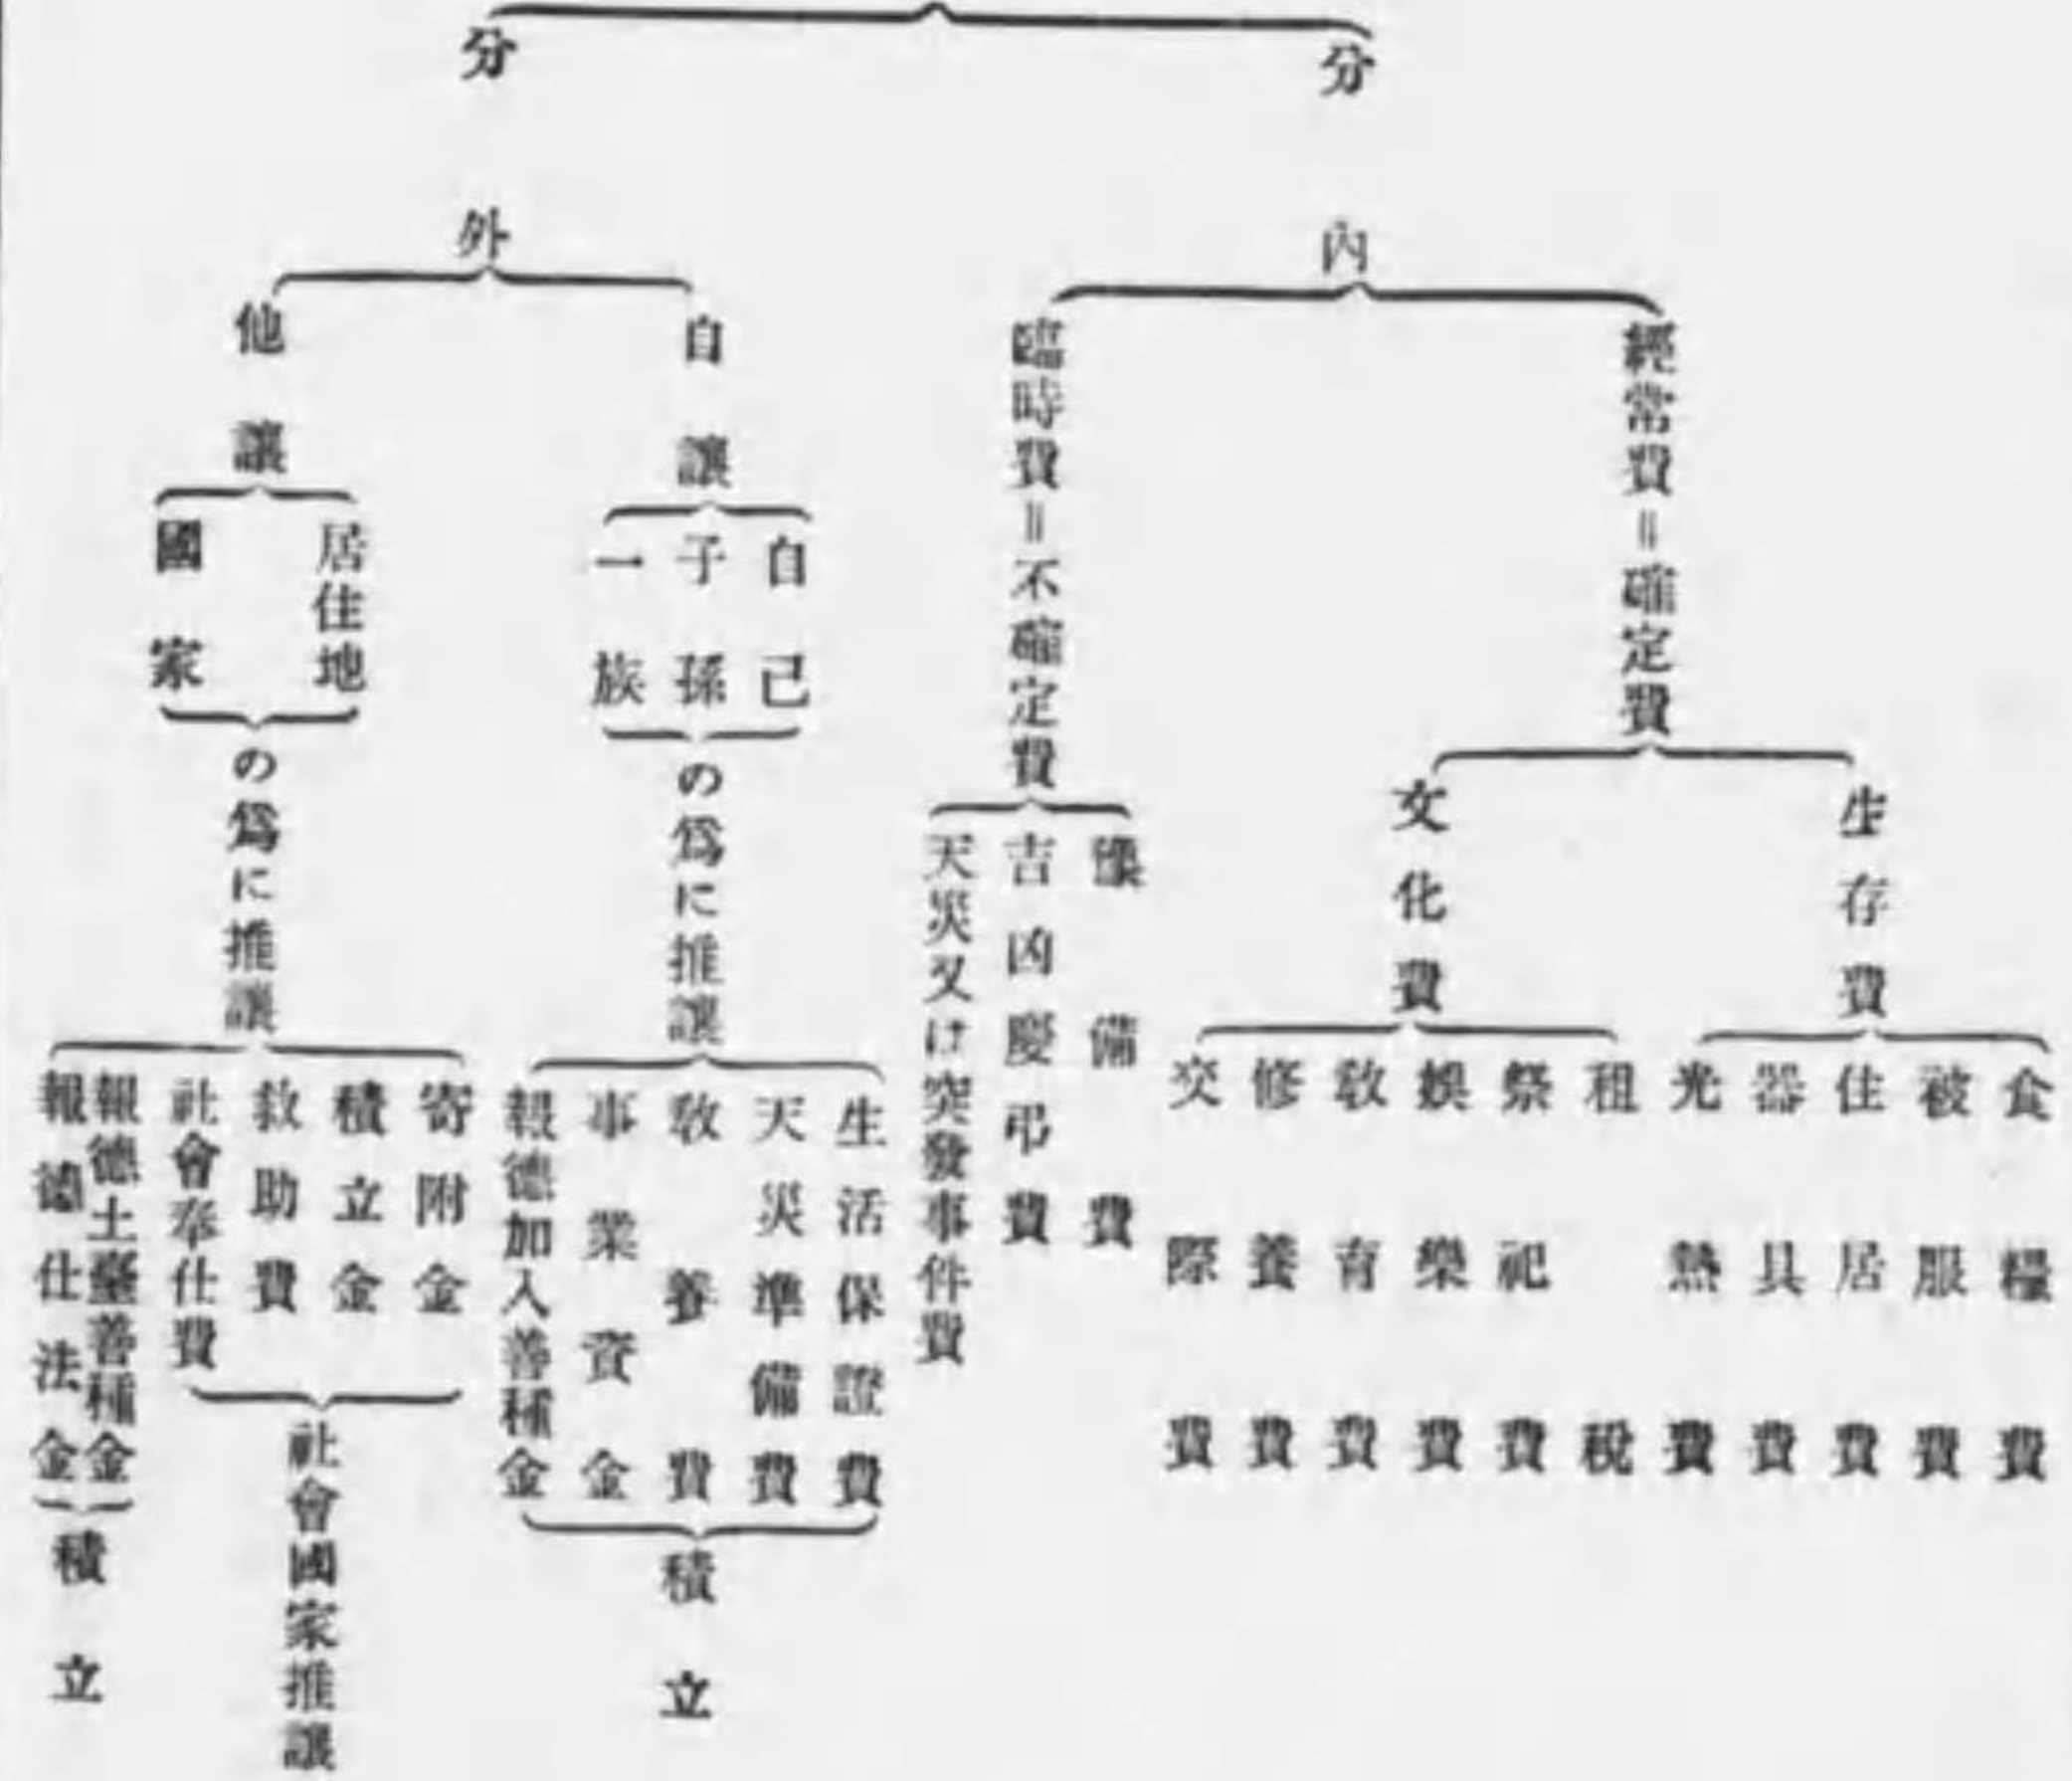 分內
經常費＝確定費
生存費
食糧費
被服費
住居費
器具費
光熱費
文化費
租稅
祭祀費
娛樂費
敎育費
修養費
交際費
臨時費＝不確定費
豫備費
吉凶慶弔費
天災又は突發事件費
分外
自讓
自己
子孫
一族
の爲に推讓
生活保證費
天災準備費
敎養費
事業資金
報德加入善種金
積立
他讓
居住地
國家
の爲に推讓
寄附金
積立金
救助費
社會奉仕費
社會國家推讓
報德土臺善種金
報德仕法金
積立